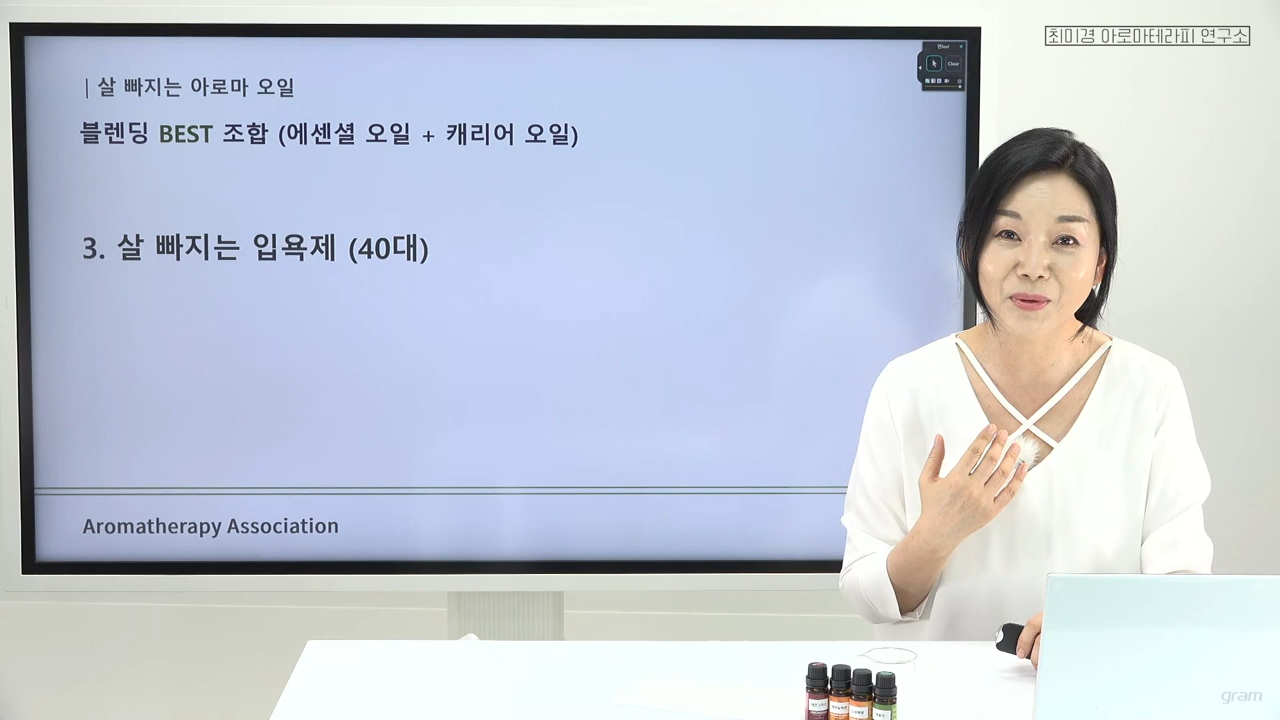 최미경 아로마테라피 연구소
| 살 빠지는 아로마 오일
블렌딩 BEST 조합 (에센셜 오일 + 캐리어 오일)
3. 살 빠지는 입욕제 (40대)
Aromatherapy Association
Clear
gram